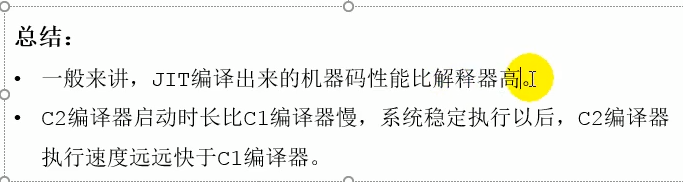 总结：
• 一般来讲，JIT编译出来的机器码性能比解释器高。
• C2编译器启动时长比C1编译器慢，系统稳定执行以后，C2编译器
执行速度远远快于C1编译器。